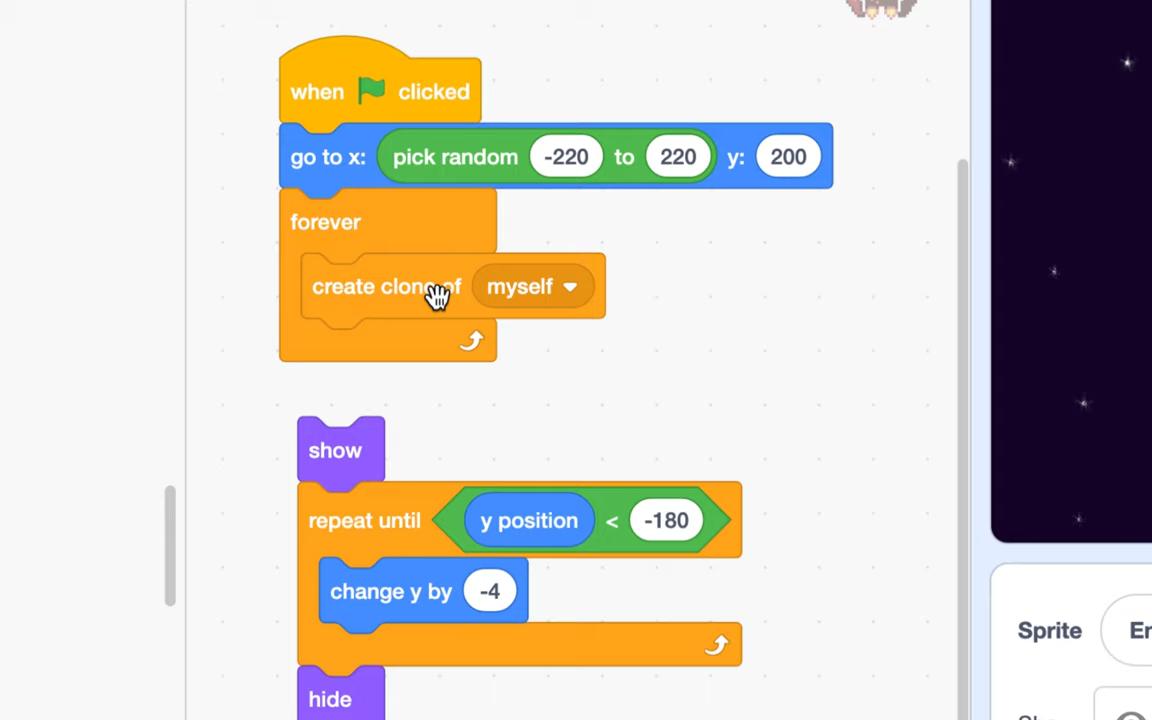 when clicked
go to x: pick random -220 to 220 y: 200
forever
create clone of myself
show
repeat until y position < -180
change y by -4
hide
Sprite